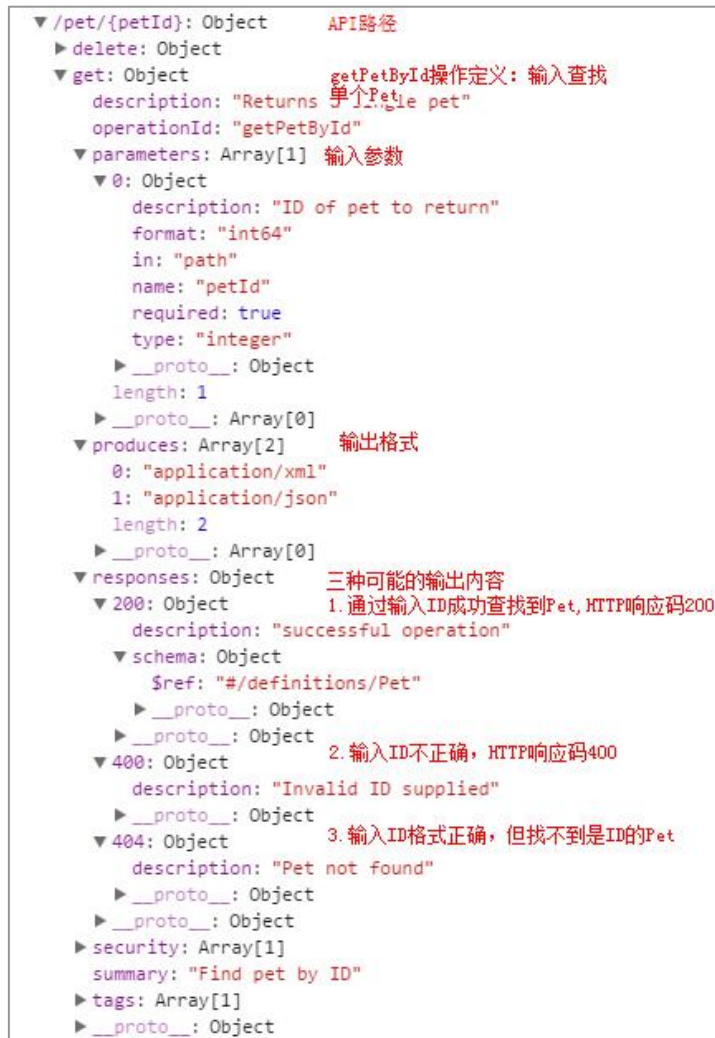 ▼/pet/{petId}: Object API路径
▶delete: Object
▼get: Object getPetById操作定义：输入查找
单个Pet
description: "Returns single pet"
operationId: "getPetById"
▼parameters: Array[1] 输入参数
▼0: Object
description: "ID of pet to return"
format: "int64"
in: "path"
name: "petId"
required: true
type: "integer"
▶__proto__: Object
length: 1
▶__proto__: Array[0]
▼produces: Array[2] 输出格式
0: "application/xml"
1: "application/json"
length: 2
▶__proto__: Array[0]
▼responses: Object 三种可能的输出内容
▼200: Object 1.通过输入ID成功查找到Pet,HTTP响应码200
description: "successful operation"
▼schema: Object
$ref: "#/definitions/Pet"
▶__proto__: Object
▶__proto__: Object
▼400: Object 2.输入ID不正确，HTTP响应码400
description: "Invalid ID supplied"
▶__proto__: Object
▼404: Object 3.输入ID格式正确，但找不到是ID的Pet
description: "Pet not found"
▶__proto__: Object
▶__proto__: Object
▶security: Array[1]
summary: "Find pet by ID"
▶tags: Array[1]
▶__proto__: Object